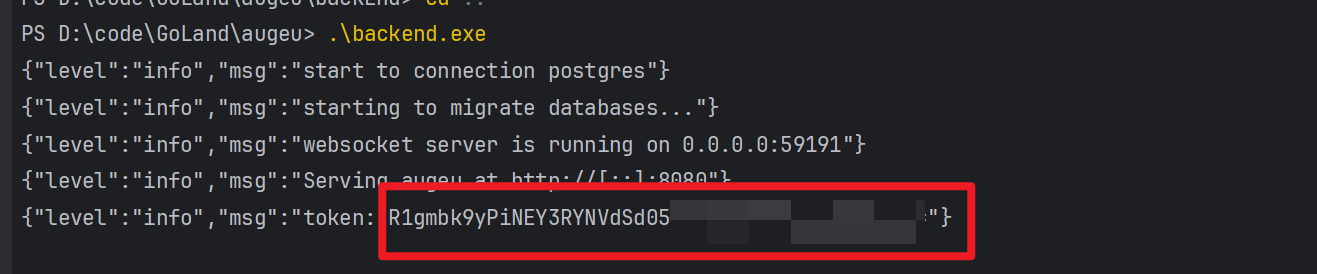 PS D:\code\GoLand\augeu\backEnd> cd ..
PS D:\code\GoLand\augeu> .\backend.exe
{"level":"info","msg":"start to connection postgres"}
{"level":"info","msg":"starting to migrate databases..."}
{"level":"info","msg":"websocket server is running on 0.0.0.0:59191"}
{"level":"info","msg":"Serving augeu at http://[::]:8080"}
{"level":"info","msg":"token: R1gmbk9yPiNEY3RYNVdSd05"}